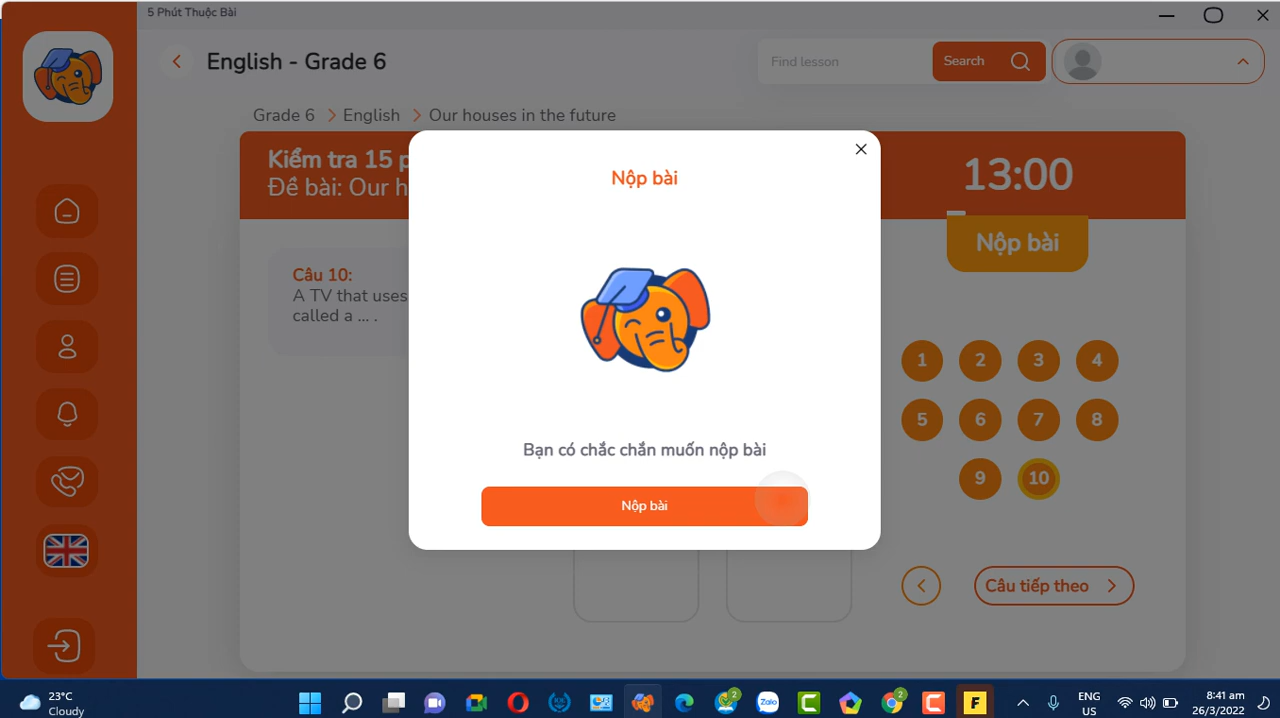 5 Phút Thuộc Bài
English - Grade 6
Find lesson
Search
Grade 6 > English > Our houses in the future
Kiểm tra 15 p
Đề bài: Our h
13:00
Nộp bài
Câu 10:
A TV that uses
called a ... .
Nộp bài
Bạn có chắc chắn muốn nộp bài
Nộp bài
1 2 3 4
5 6 7 8
9 10
Câu tiếp theo
23°C
Cloudy
2
Zalo
2
F
ENG
US
8:41 am
26/3/2022